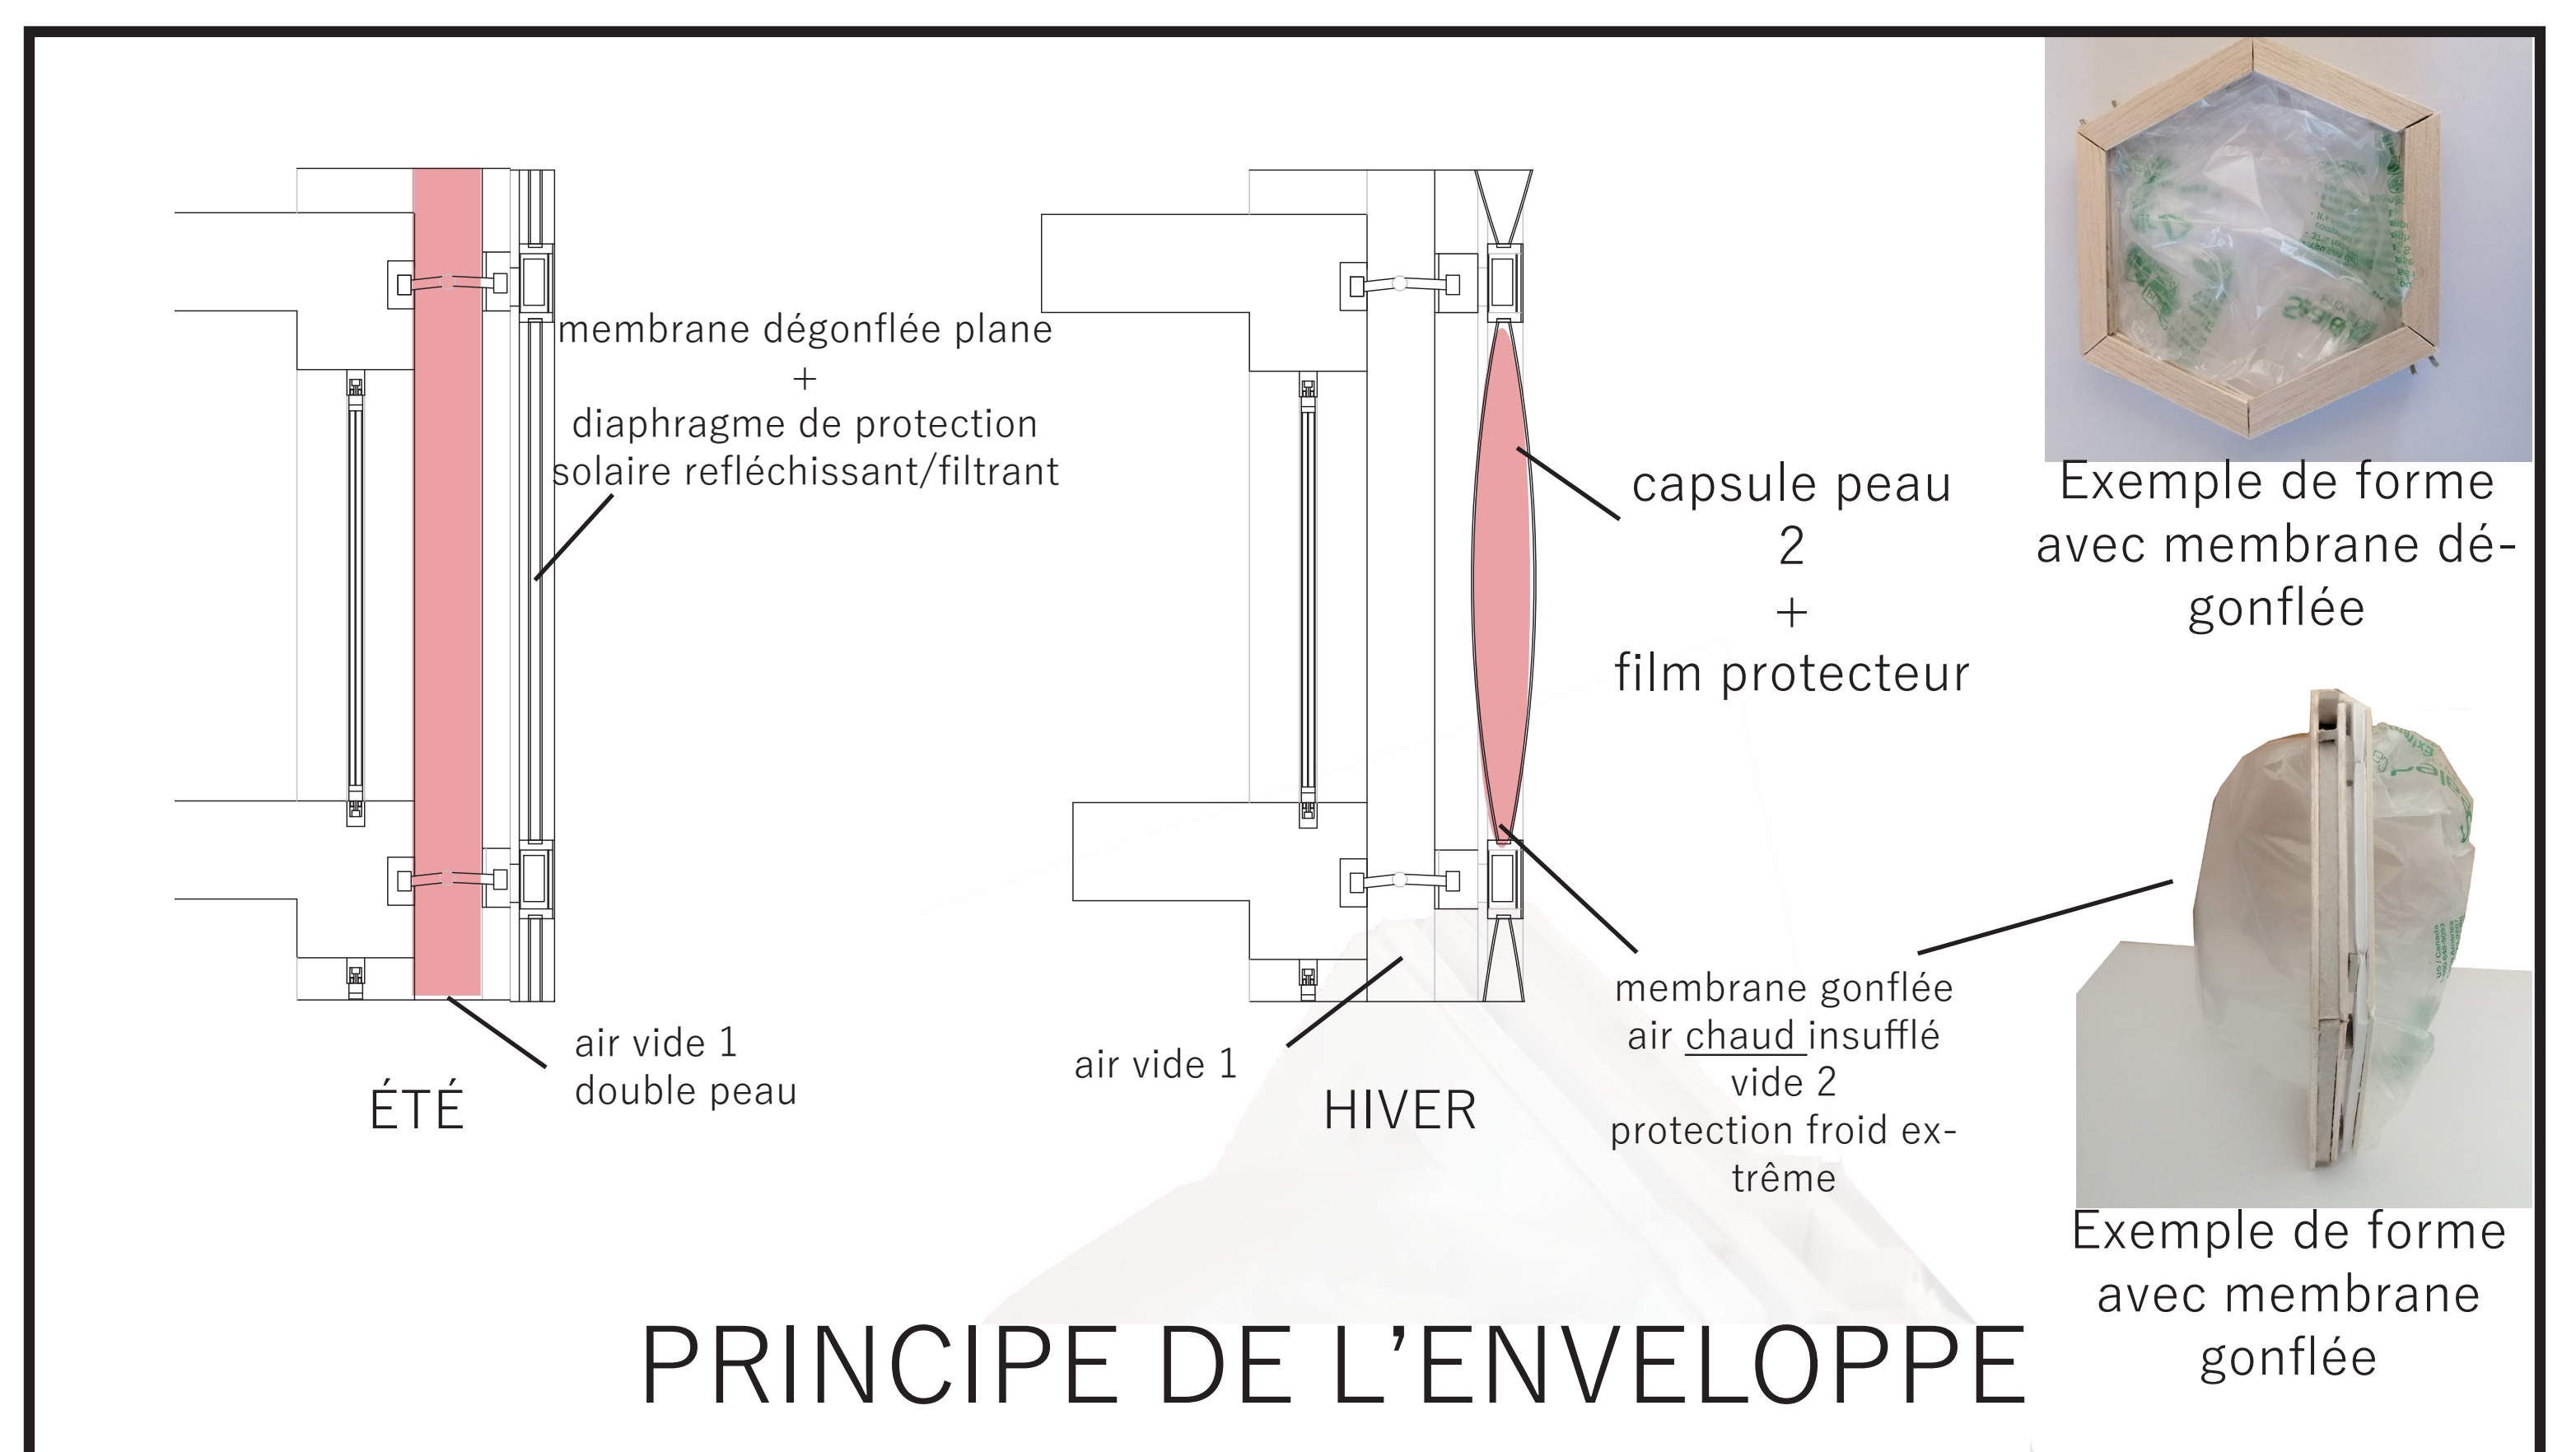 membrane dégonflée plane
+
diaphragme de protection
solaire refléchissant/filtrant
air vide 1
double peau
ÉTÉ
capsule peau
2
+
film protecteur
membrane gonflée
air chaud insufflé
vide 2
protection froid ex-
trême
air vide 1
HIVER
Exemple de forme
avec membrane dé-
gonflée
Exemple de forme
avec membrane
gonflée
PRINCIPE DE L’ENVELOPPE